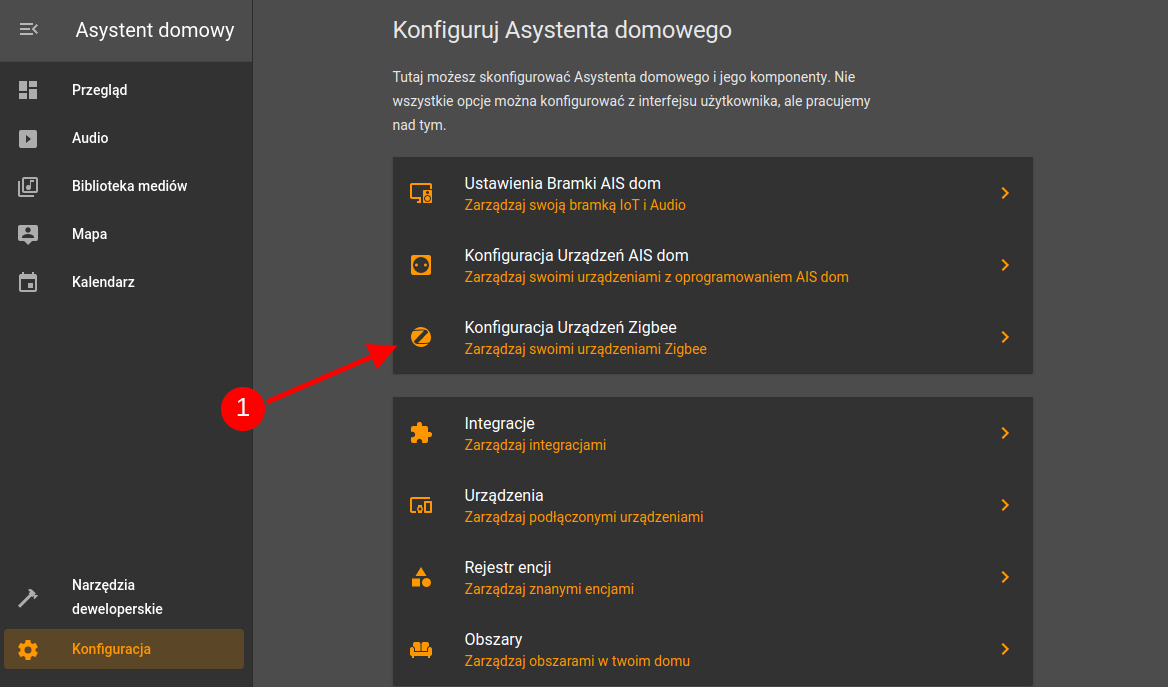 Asystent domowy
Przegląd
Audio
Biblioteka mediów
Mapa
Kalendarz
Narzędzia
deweloperskie
Konfiguracja
Konfiguruj Asystenta domowego
Tutaj możesz skonfigurować Asystenta domowego i jego komponenty. Nie
wszystkie opcje można konfigurować z interfejsu użytkownika, ale pracujemy
nad tym.
Ustawienia Bramki AIS dom
Zarządzaj swoją bramką IoT i Audio
Konfiguracja Urządzeń AIS dom
Zarządzaj swoimi urządzeniami z oprogramowaniem AIS dom
Konfiguracja Urządzeń Zigbee
Zarządzaj swoimi urządzeniami Zigbee
1
Integracje
Zarządzaj integracjami
Urządzenia
Zarządzaj podłączonymi urządzeniami
Rejestr encji
Zarządzaj znanymi encjami
Obszary
Zarządzaj obszarami w twoim domu